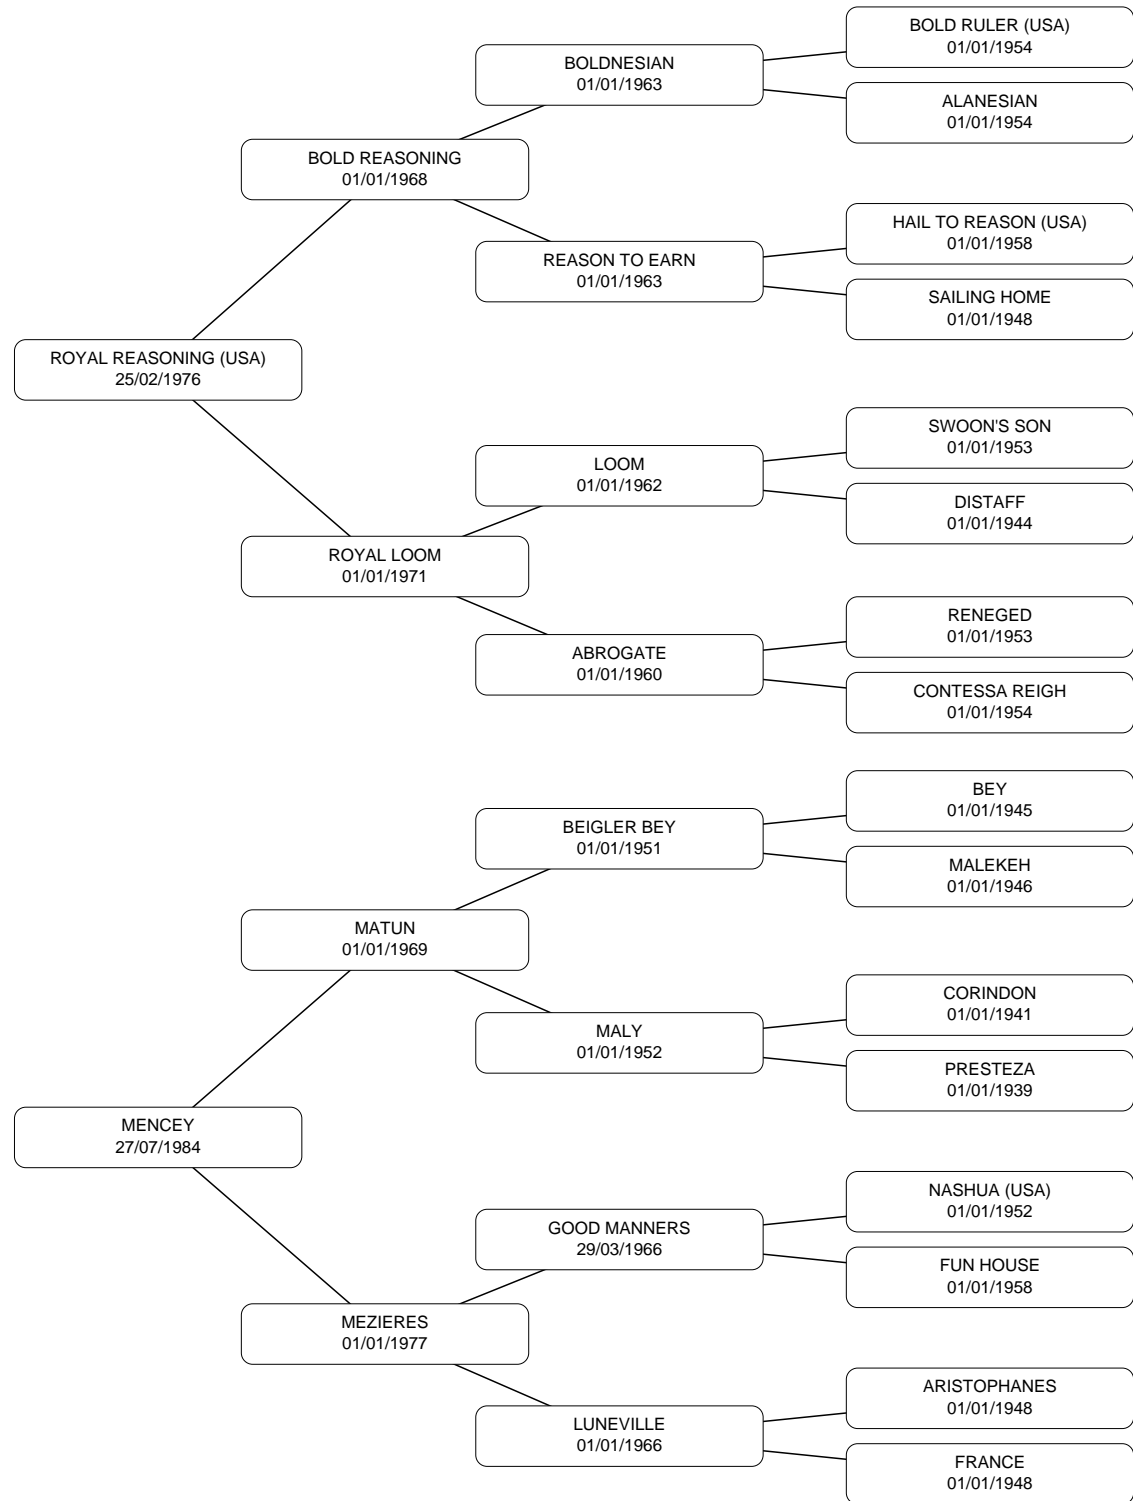 BOLD RULER (USA)
01/01/1954
BOLDNESIAN
01/01/1963
ALANESIAN
01/01/1954
BOLD REASONING
01/01/1968
HAIL TO REASON (USA)
01/01/1958
REASON TO EARN
01/01/1963
SAILING HOME
01/01/1948
ROYAL REASONING (USA)
25/02/1976
SWOON'S SON
01/01/1953
LOOM
01/01/1962
DISTAFF
01/01/1944
ROYAL LOOM
01/01/1971
RENEGED
01/01/1953
ABROGATE
01/01/1960
CONTESSA REIGH
01/01/1954
BEY
01/01/1945
BEIGLER BEY
01/01/1951
MALEKEH
01/01/1946
MATUN
01/01/1969
CORINDON
01/01/1941
MALY
01/01/1952
PRESTEZA
01/01/1939
MENCEY
27/07/1984
NASHUA (USA)
01/01/1952
GOOD MANNERS
29/03/1966
FUN HOUSE
01/01/1958
MEZIERES
01/01/1977
ARISTOPHANES
01/01/1948
LUNEVILLE
01/01/1966
FRANCE
01/01/1948